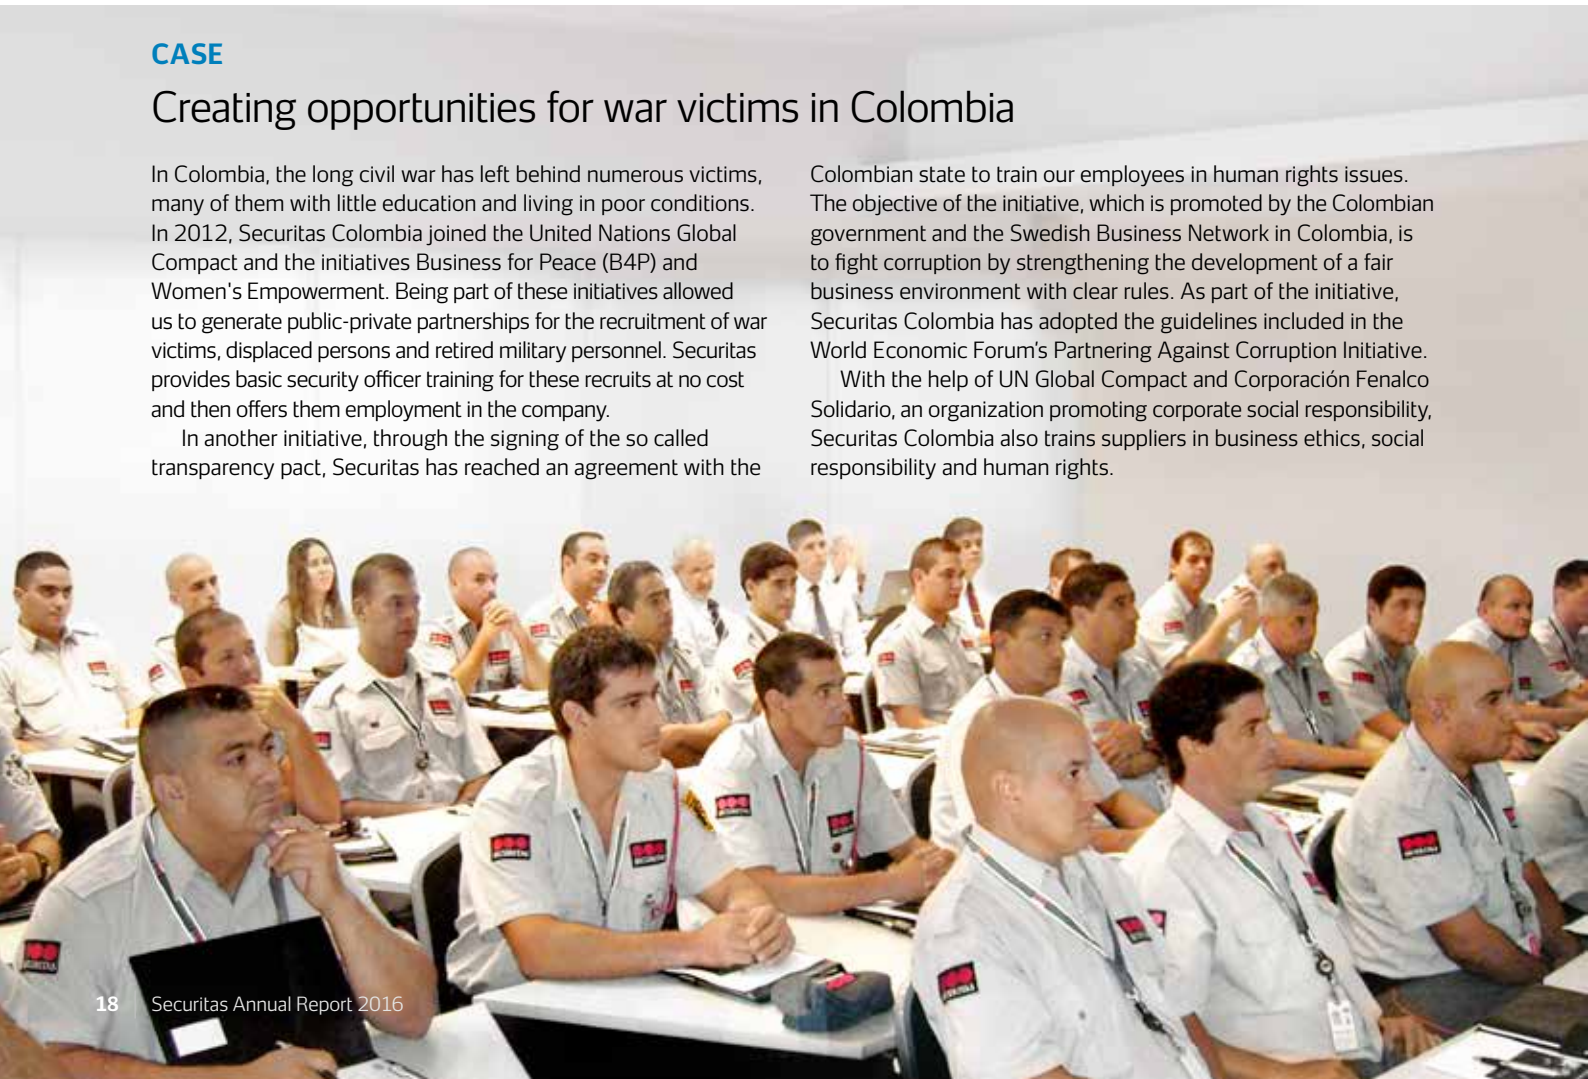 CASE
Creating opportunities for war victims in Colombia
In Colombia, the long civil war has left behind numerous victims,
many of them with little education and living in poor conditions.
In 2012, Securitas Colombia joined the United Nations Global
Compact and the initiatives Business for Peace (B4P) and
Women's Empowerment. Being part of these initiatives allowed
us to generate public-private partnerships for the recruitment of war
victims, displaced persons and retired military personnel. Securitas
provides basic security officer training for these recruits at no cost
and then offers them employment in the company.
In another initiative, through the signing of the so called
transparency pact, Securitas has reached an agreement with the
Colombian state to train our employees in human rights issues.
The objective of the initiative, which is promoted by the Colombian
government and the Swedish Business Network in Colombia, is
to fight corruption by strengthening the development of a fair
business environment with clear rules. As part of the initiative,
Securitas Colombia has adopted the guidelines included in the
World Economic Forum's Partnering Against Corruption Initiative.
With the help of UN Global Compact and Corporación Fenalco
Solidario, an organization promoting corporate social responsibility,
Securitas Colombia also trains suppliers in business ethics, social
responsibility and human rights.
18 Securitas Annual Report 2016